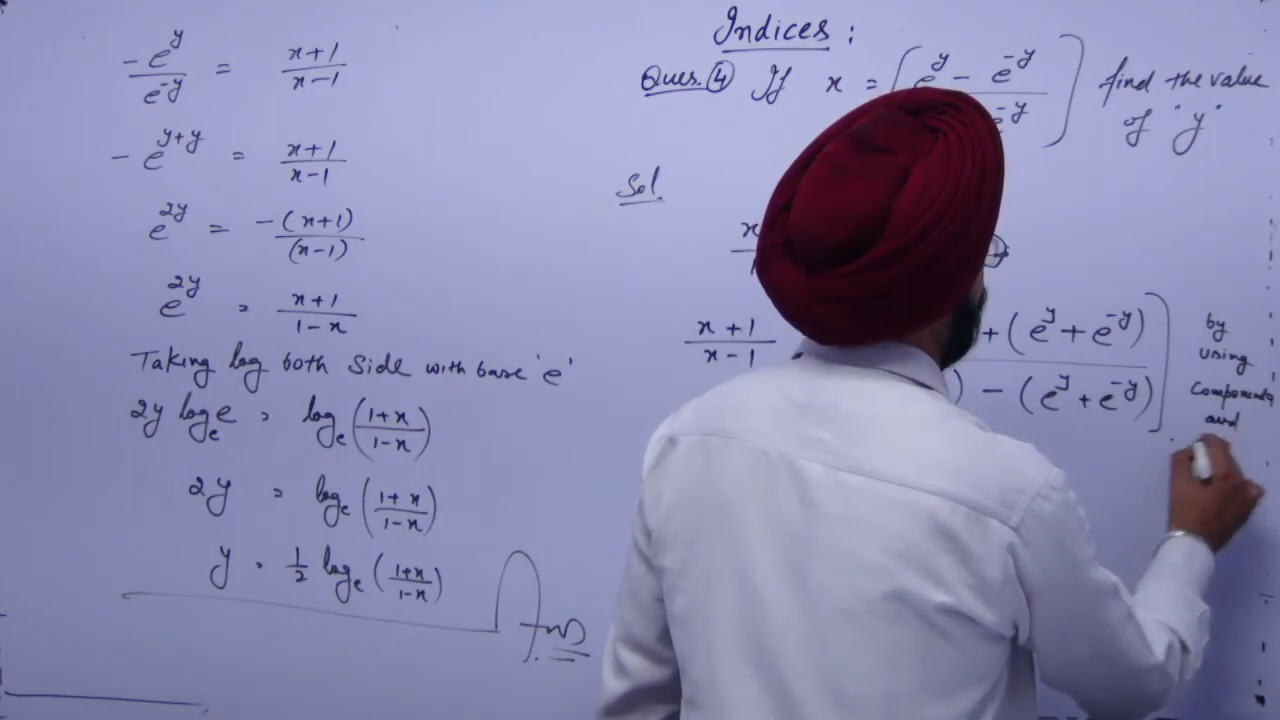 Indices :
Ques. 4 If x = ( e^y - e^-y / e^-y ) find the value
of "y"
Sol.
x
x+1 / x-1 + (e^y + e^-y) / ) - (e^y + e^-y) ]
by
using
and
-e^y / e^-y = x+1 / x-1
- e^y+y = x+1 / x-1
e^2y = -(x+1) / (x-1)
e^2y = x+1 / 1-x
Taking log both Side with base 'e'
2y log_e e = log_e (1+x / 1-x)
2y = log_e (1+x / 1-x)
y = 1/2 log_e (1+x / 1-x)
Ans